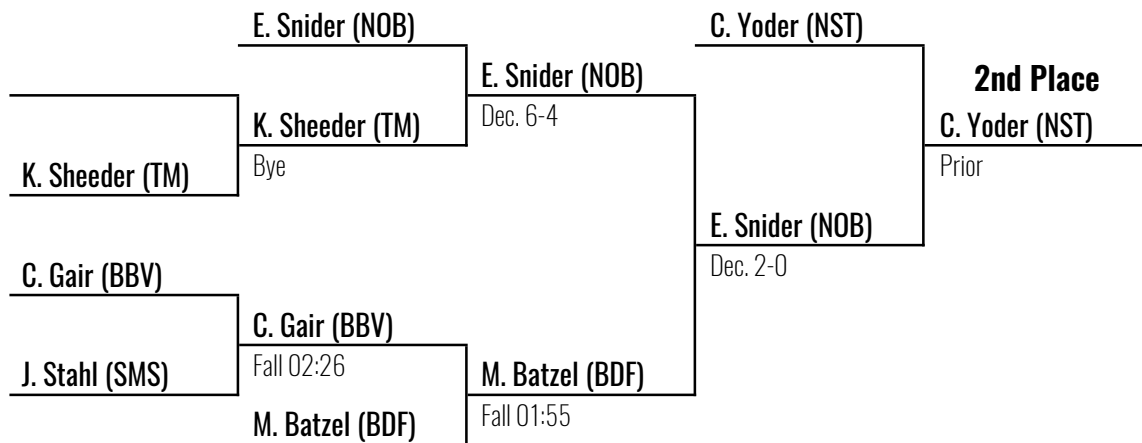 E. Snider (NOB)
C. Yoder (NST)
E. Snider (NOB)
2nd Place
Dec. 6-4
K. Sheeder (TM)
C. Yoder (NST)
K. Sheeder (TM)
Bye
Prior
E. Snider (NOB)
Dec. 2-0
C. Gair (BBV)
C. Gair (BBV)
J. Stahl (SMS)
Fall 02:26
M. Batzel (BDF)
Fall 01:55
M. Batzel (BDF)